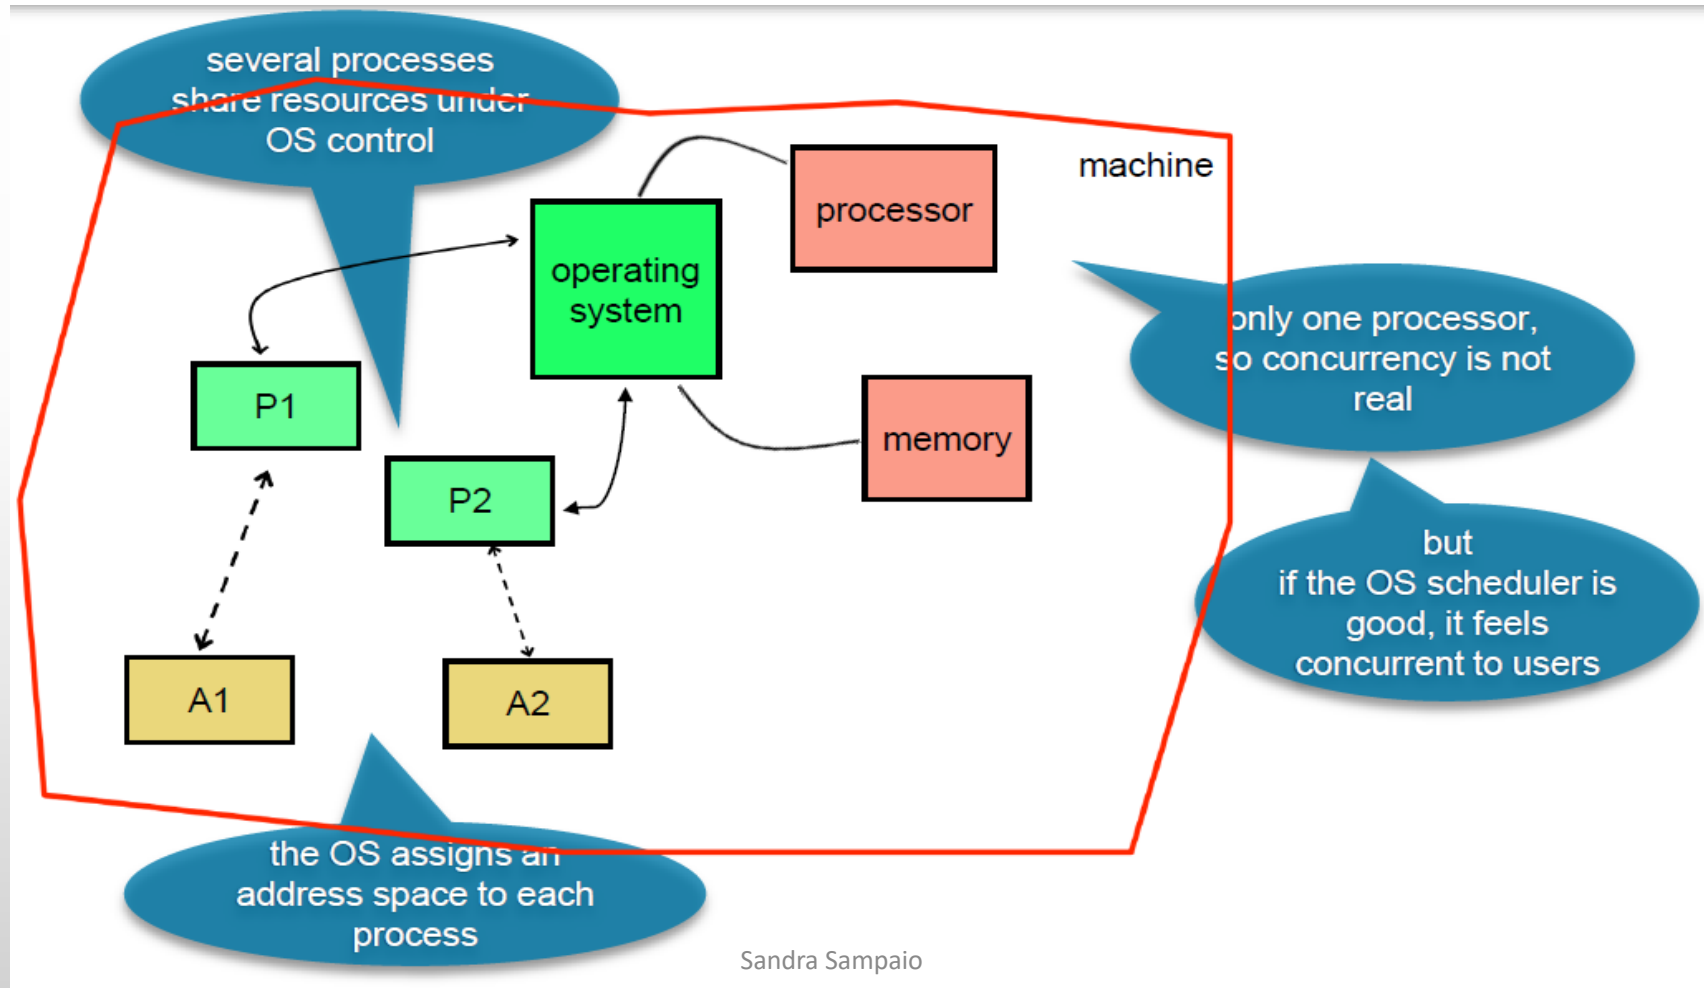 several processes
share resources under
OS control
machine
processor
operating
system
only one processor,
so concurrency is not
real
P1
memory
P2
but
if the OS scheduler is
good, it feels
concurrent to users
A1
A2
the OS assigns an
address space to each
process
Sandra Sampaio